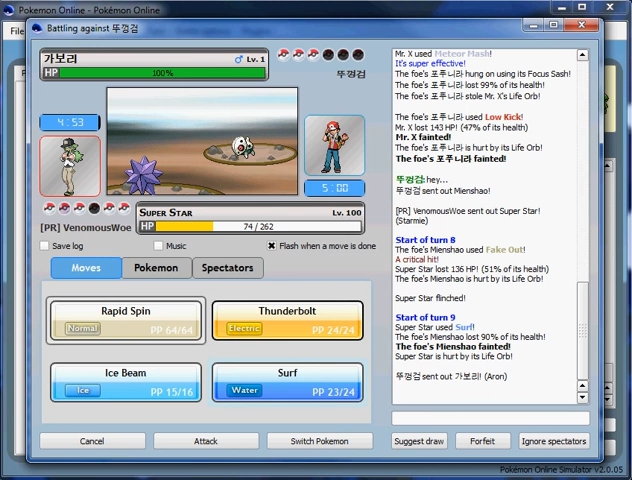 Pokemon Online - Pokémon Online
File
Battling against 뚜껑검
가보리 ♂ Lv. 1
HP 100%
뚜껑검
4:53
5:00
[PR] VenomousWoe
Super Star Lv. 100
HP 74 / 262
Save log
Music
Flash when a move is done
Moves
Pokemon
Spectators
Rapid Spin
Normal PP 64/64
Thunderbolt
Electric PP 24/24
Ice Beam
Ice PP 15/16
Surf
Water PP 23/24
Cancel
Attack
Switch Pokemon
Mr. X used Meteor Mash!
It's super effective!
The foe's 포푸니라 hung on using its Focus Sash!
The foe's 포푸니라 lost 99% of its health!
The foe's 포푸니라 stole Mr. X's Life Orb!
The foe's 포푸니라 used Low Kick!
Mr. X lost 143 HP! (47% of its health)
Mr. X fainted!
The foe's 포푸니라 is hurt by its Life Orb!
The foe's 포푸니라 fainted!
뚜껑검: hey...
뚜껑검 sent out Mienshao!
[PR] VenomousWoe sent out Super Star!
(Starmie)
Start of turn 8
The foe's Mienshao used Fake Out!
A critical hit!
Super Star lost 136 HP! (51% of its health)
The foe's Mienshao is hurt by its Life Orb!
Super Star flinched!
Start of turn 9
Super Star used Surf!
The foe's Mienshao lost 90% of its health!
The foe's Mienshao fainted!
Super Star is hurt by its Life Orb!
뚜껑검 sent out 가보리! (Aron)
Suggest draw
Forfeit
Ignore spectators
Pokémon Online Simulator v2.0.05